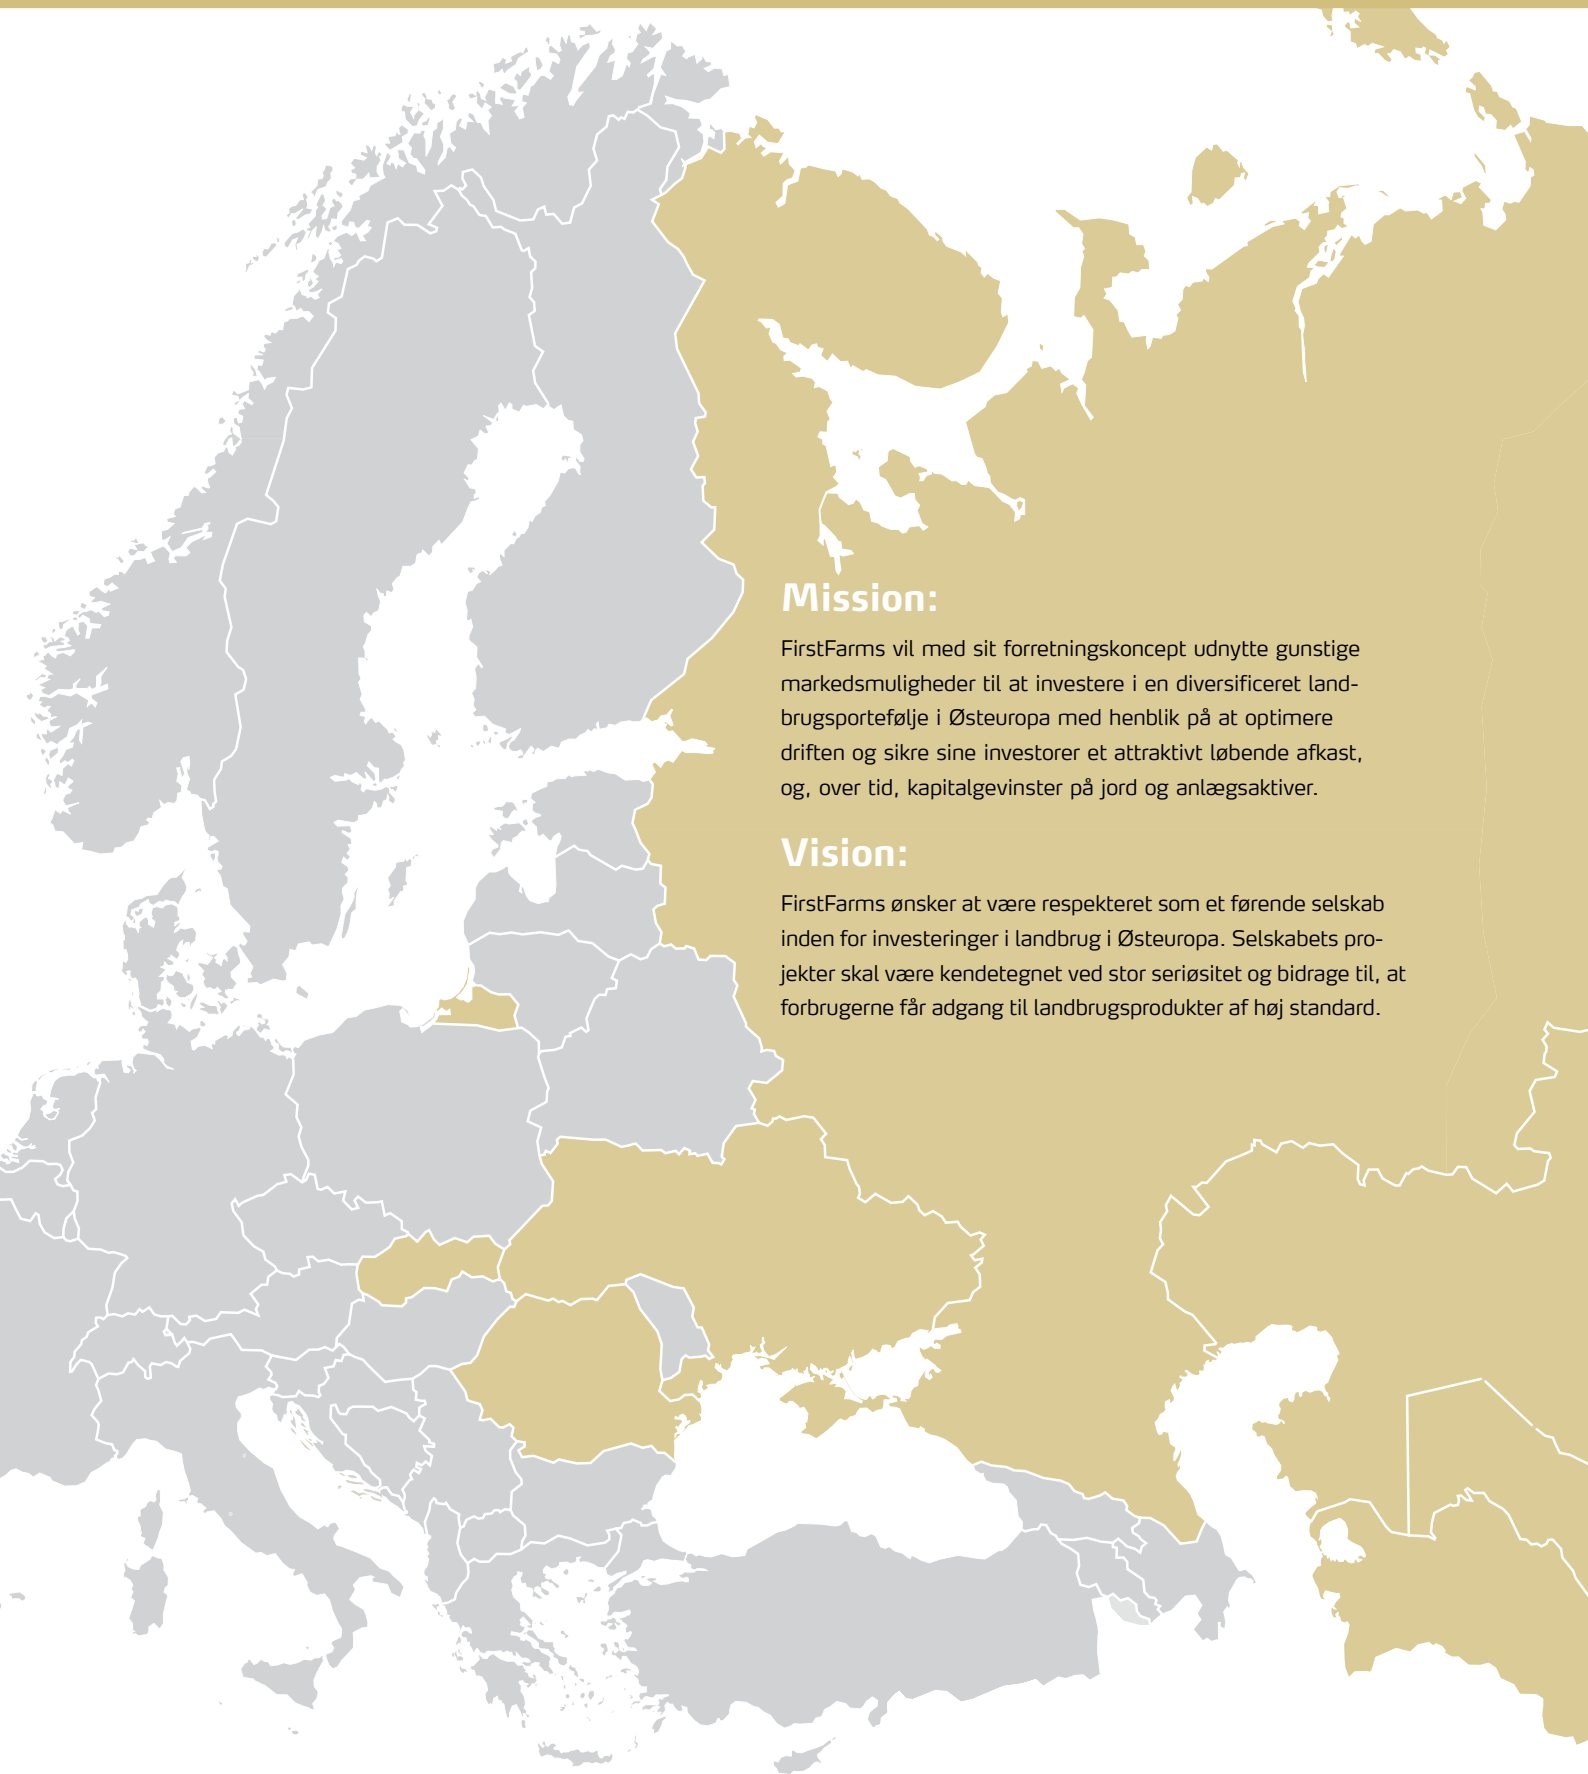 Mission:
FirstFarms vil med sit forretningskoncept udnytte gunstige
markedsmuligheder til at investere i en diversificeret land-
brugsportefølje i Østeuropa med henblik på at optimere
driften og sikre sine investorer et attraktivt løbende afkast,
og, over tid, kapitalgevinster på jord og anlægsaktiver.
Vision:
FirstFarms ønsker at være respekteret som et førende selskab
inden for investeringer i landbrug i Østeuropa. Selskabets pro-
jekter skal være kendetegnet ved stor seriøsitet og bidrage til, at
forbrugerne får adgang til landbrugsprodukter af høj standard.